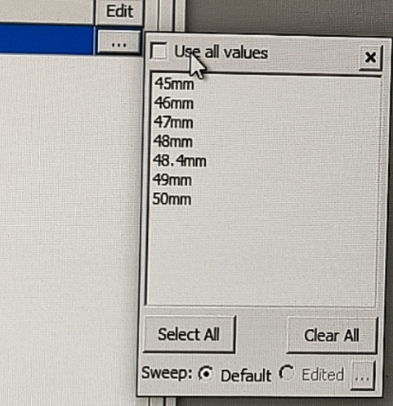 Edit
...
Use all values
x
45mm
46mm
47mm
48mm
48.4mm
49mm
50mm
Select All Clear All
Sweep: Default Edited ...